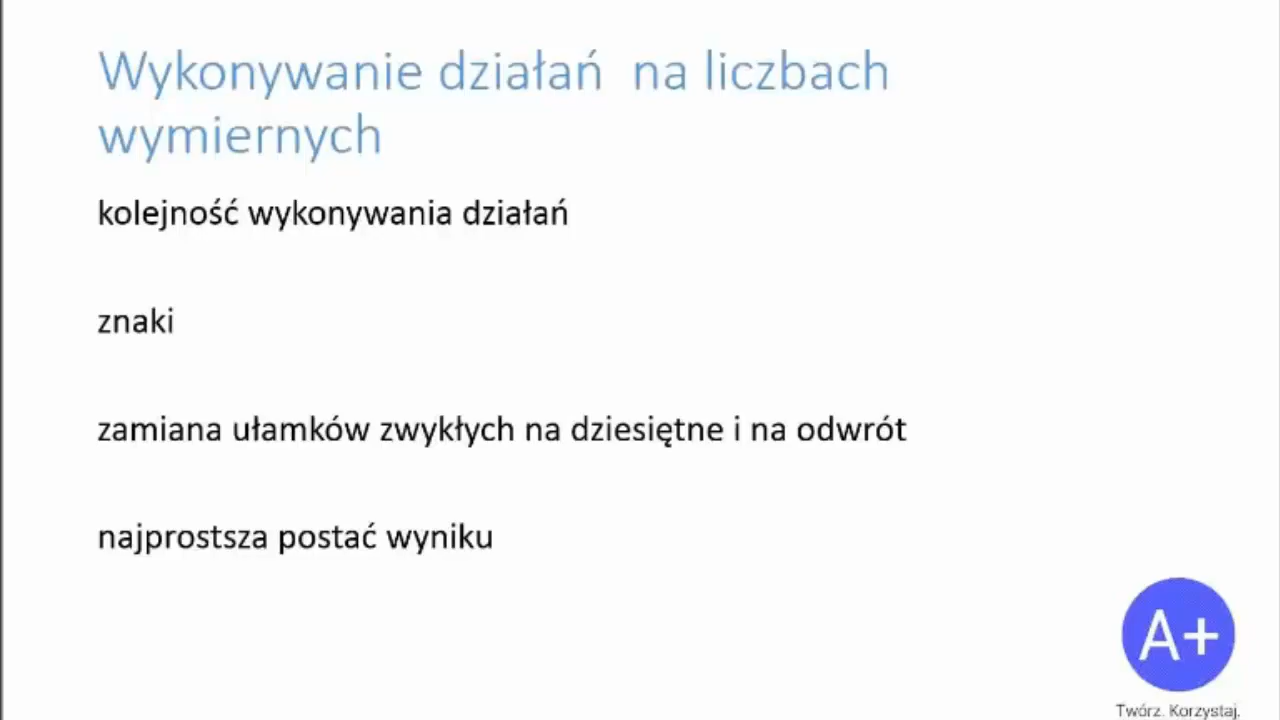 Wykonywanie działań na liczbach
wymiernych
kolejność wykonywania działań
znaki
zamiana ułamków zwykłych na dziesiętne i na odwrót
najprostsza postać wyniku
A+
Twórz. Korzystaj.